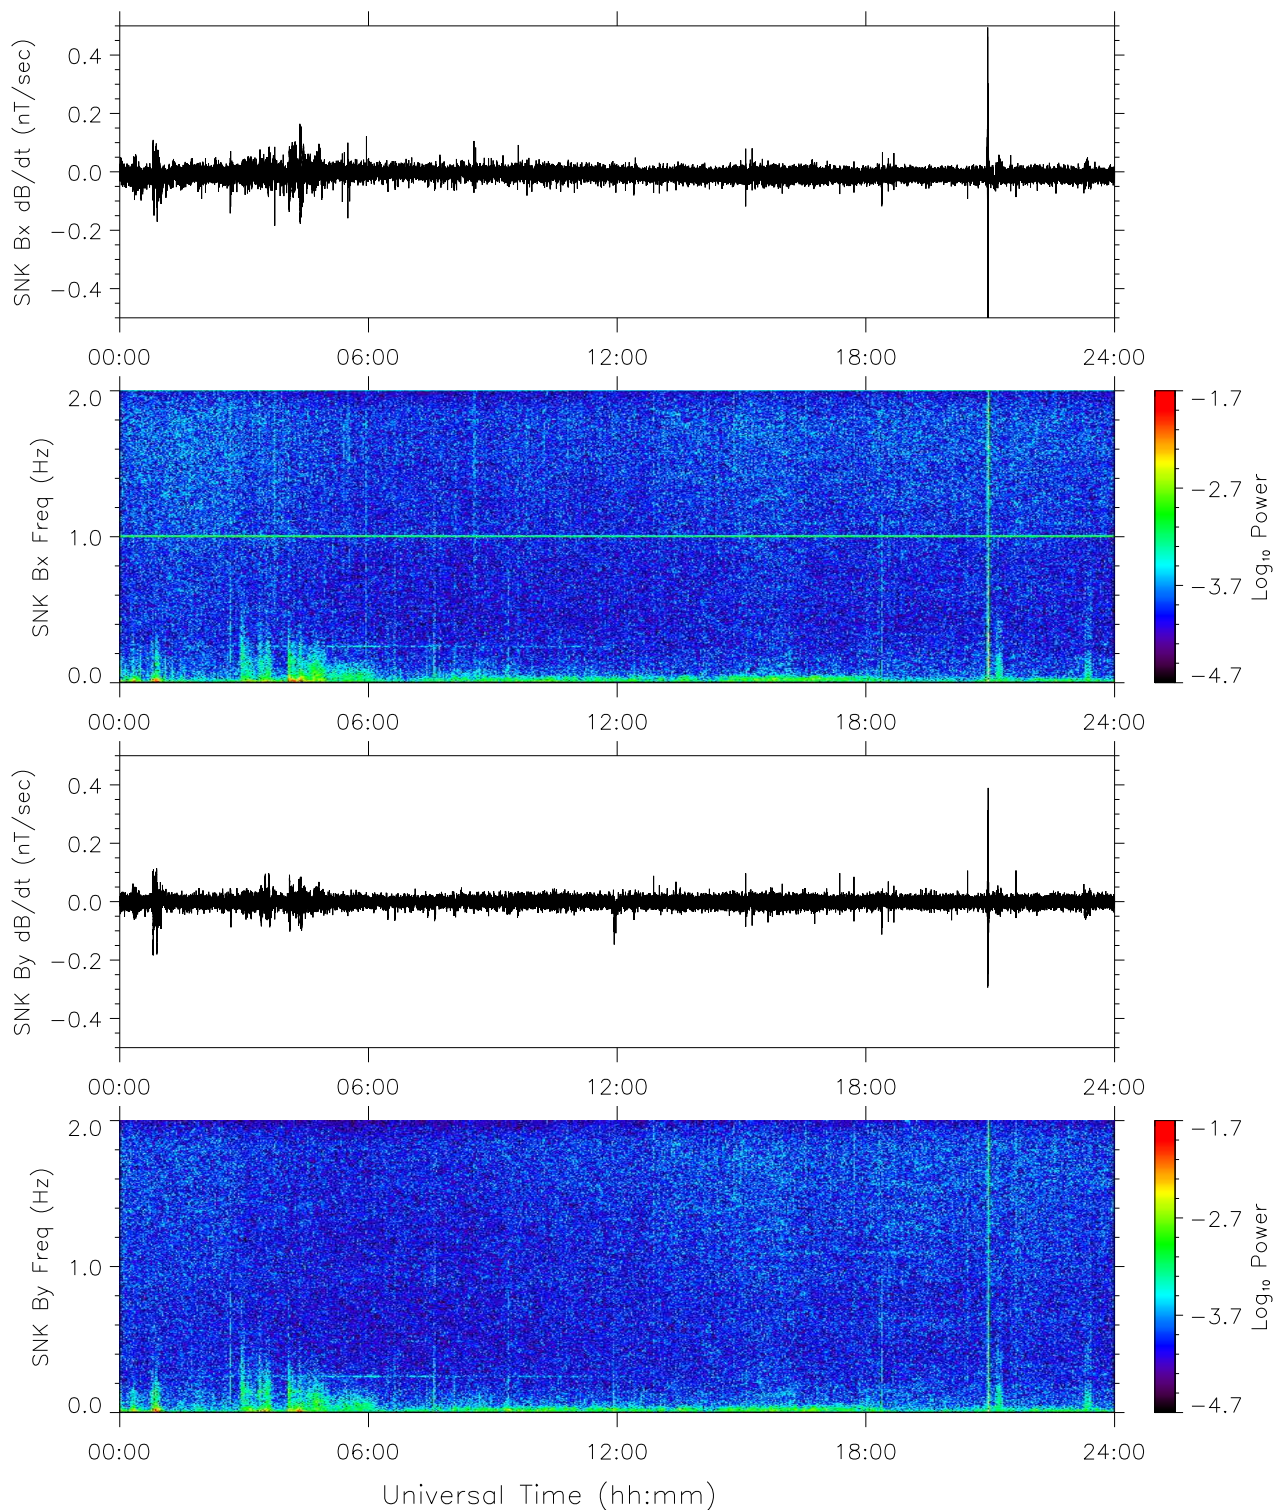 SNK Bx dB/dt (nT/sec)
0.4
0.2
0.0
−0.2
−0.4
00:00 06:00 12:00 18:00 24:00
SNK Bx Freq (Hz)
2.0
1.0
0.0
00:00 06:00 12:00 18:00 24:00
−1.7
−2.7
−3.7
−4.7
Log₁₀ Power
SNK By dB/dt (nT/sec)
0.4
0.2
0.0
−0.2
−0.4
00:00 06:00 12:00 18:00 24:00
SNK By Freq (Hz)
2.0
1.0
0.0
00:00 06:00 12:00 18:00 24:00
−1.7
−2.7
−3.7
−4.7
Log₁₀ Power
Universal Time (hh:mm)